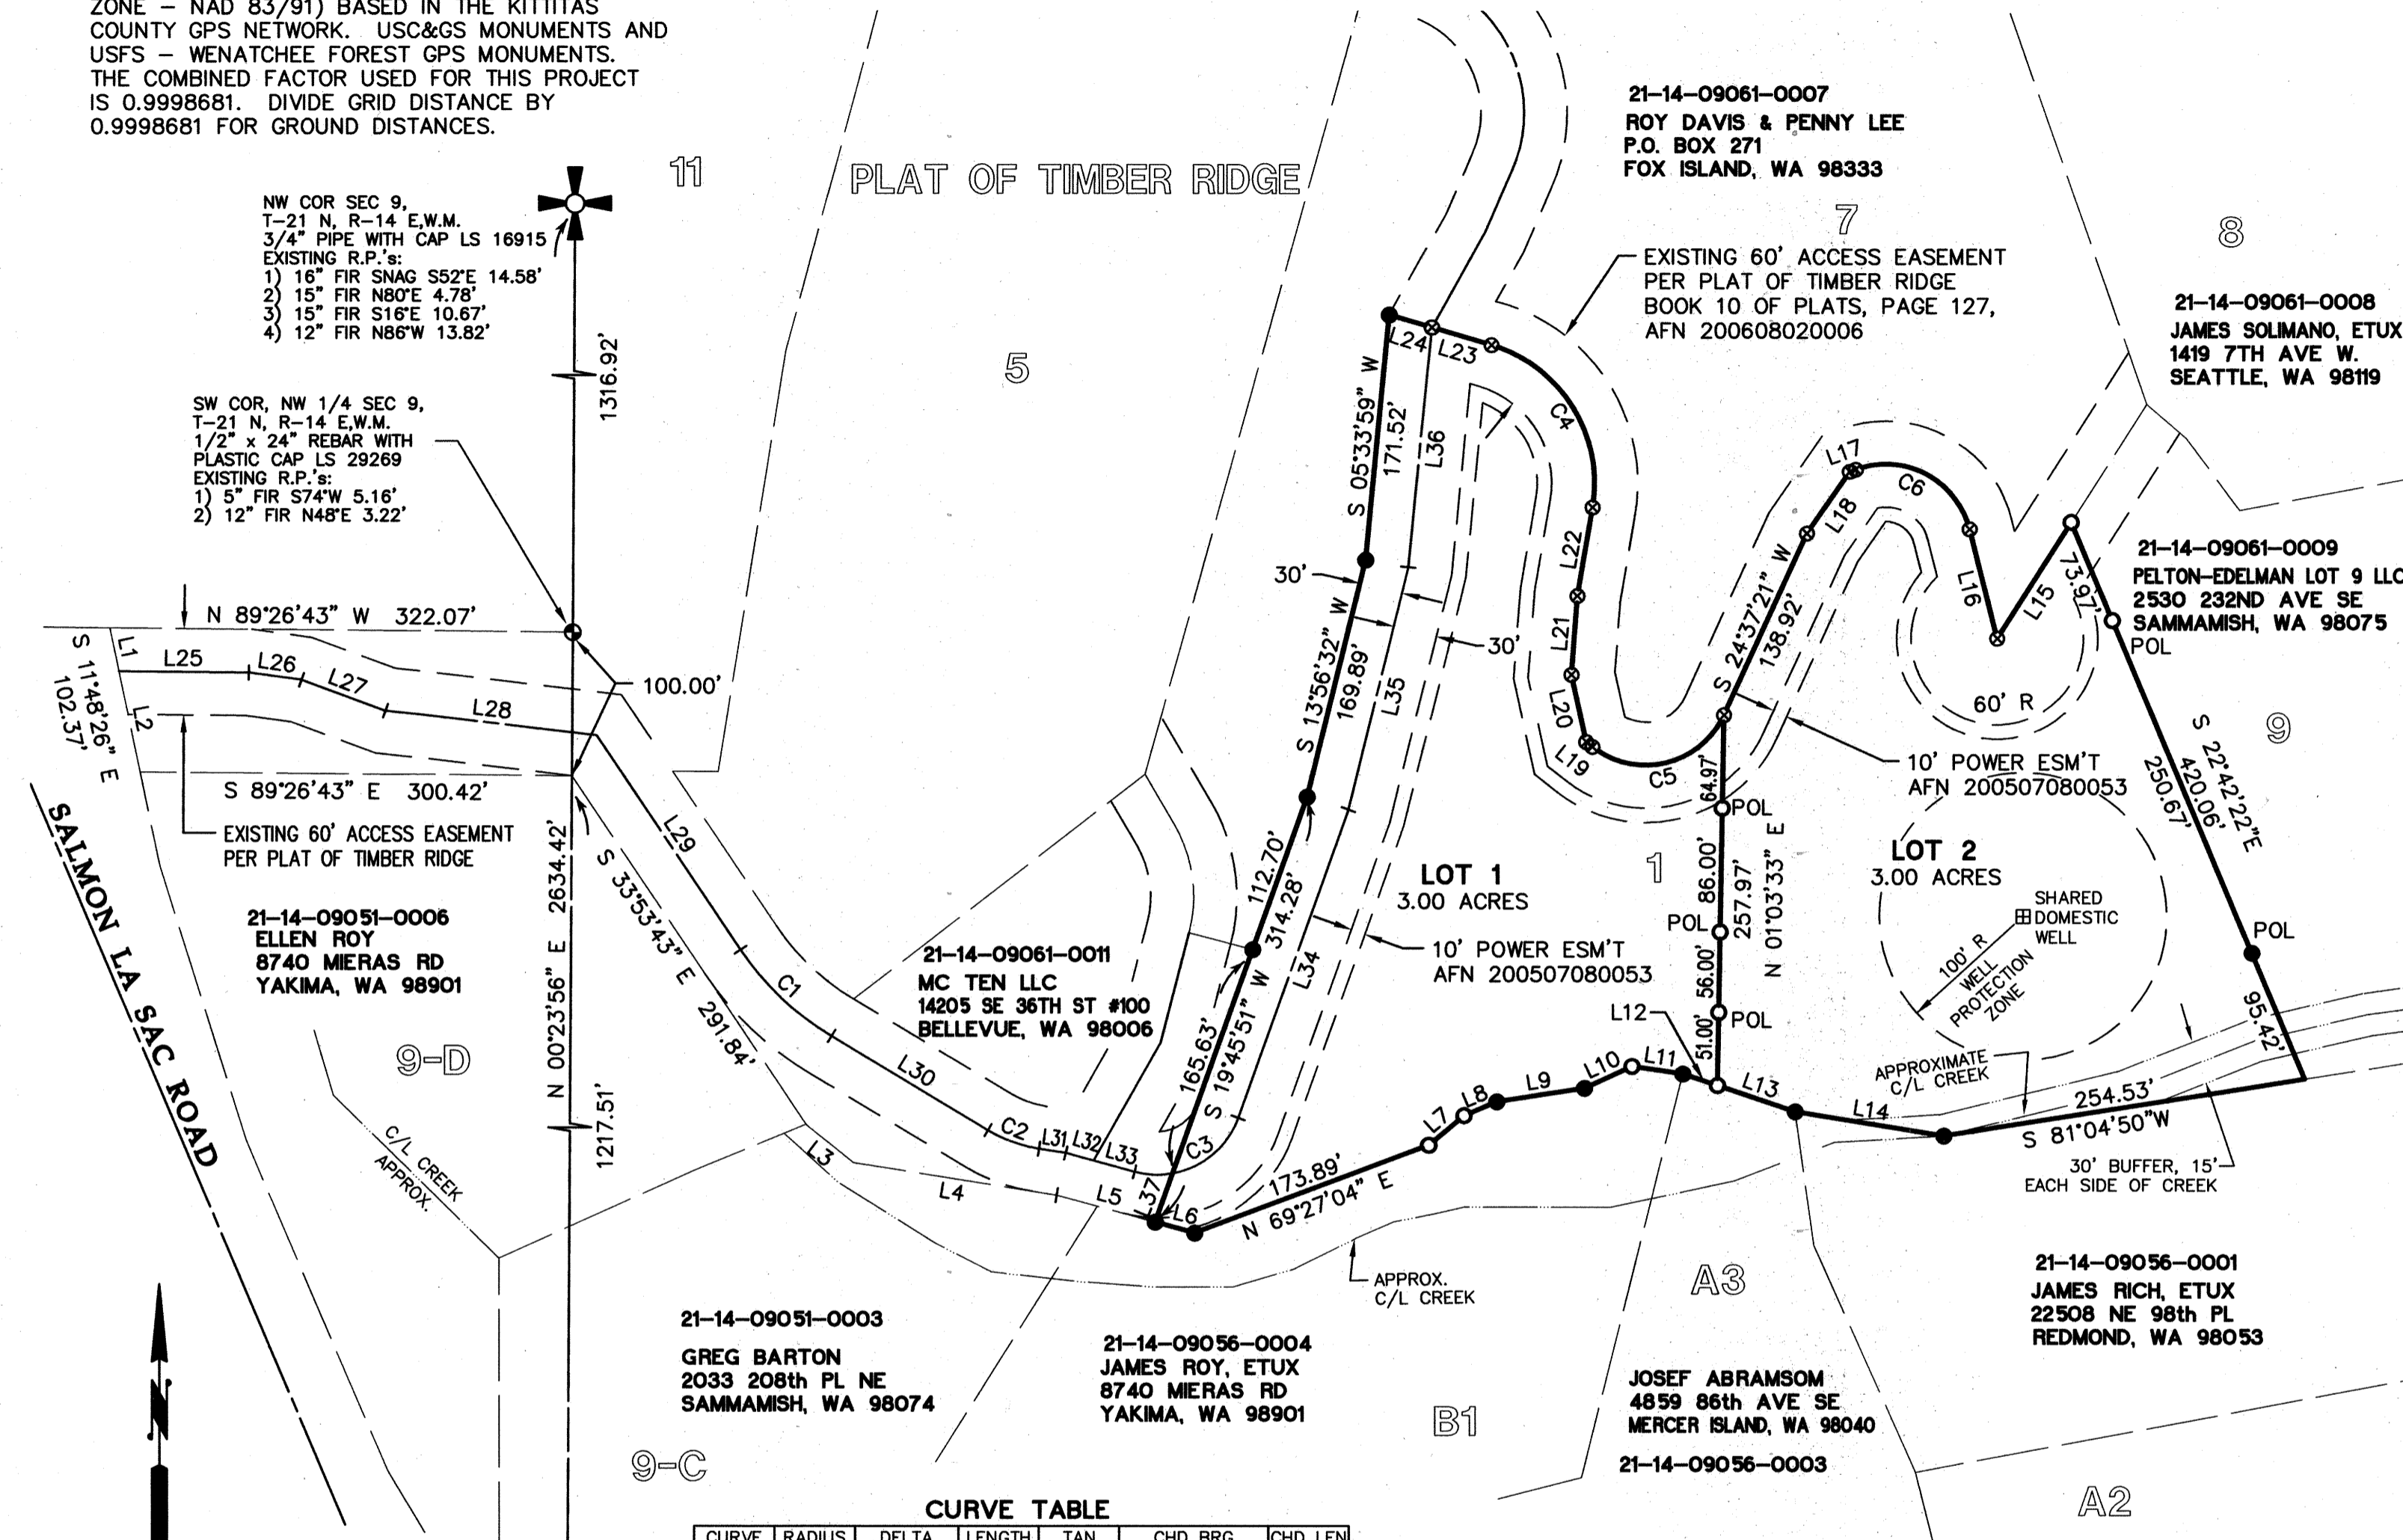 ZONE – NAD 83/91) BASED IN THE KITTITAS
COUNTY GPS NETWORK. USC&GS MONUMENTS AND
USFS – WENATCHEE FOREST GPS MONUMENTS.
THE COMBINED FACTOR USED FOR THIS PROJECT
IS 0.9998681. DIVIDE GRID DISTANCE BY
0.9998681 FOR GROUND DISTANCES.
NW COR SEC 9,
T–21 N, R–14 E,W.M.
3/4" PIPE WITH CAP LS 16915
EXISTING R.P.'s:
1) 16" FIR SNAG S52°E 14.58'
2) 15" FIR N80°E 4.78'
3) 15" FIR S16°E 10.67'
4) 12" FIR N86°W 13.82'
11
PLAT OF TIMBER RIDGE
5
1316.92'
SW COR, NW 1/4 SEC 9,
T–21 N, R–14 E,W.M.
1/2" x 24" REBAR WITH
PLASTIC CAP LS 29269
EXISTING R.P.'s:
1) 5" FIR S74°W 5.16'
2) 12" FIR N48°E 3.22'
21–14–09061–0007
ROY DAVIS & PENNY LEE
P.O. BOX 271
FOX ISLAND, WA 98333
7
EXISTING 60' ACCESS EASEMENT
PER PLAT OF TIMBER RIDGE
BOOK 10 OF PLATS, PAGE 127,
AFN 200608020006
8
21–14–09061–0008
JAMES SOLIMANO, ETUX
1419 7TH AVE W.
SEATTLE, WA 98119
21–14–09061–0009
PELTON–EDELMAN LOT 9 LLC
2530 232ND AVE SE
SAMMAMISH, WA 98075
POL
9
N 89°26'43" W 322.07'
L1
L25
L26
L27
L28
L2
S 11°48'26" E
102.37'
100.00'
S 89°26'43" E 300.42'
EXISTING 60' ACCESS EASEMENT
PER PLAT OF TIMBER RIDGE
SALMON LA SAC ROAD
21–14–09051–0006
ELLEN ROY
8740 MIERAS RD
YAKIMA, WA 98901
9–D
C/L CREEK
APPROX.
N 00°23'56" E 2634.42'
1217.51'
S 33°53'43" E 291.84'
L29
C1
L30
C2
L31
L32
L33
C3
L3
L4
L5
L37
L6
21–14–09061–0011
MC TEN LLC
14205 SE 36TH ST #100
BELLEVUE, WA 98006
L24
L23
S 05°33'59" W
171.52'
L36
C4
30'
30'
S 13°56'32" W
169.89'
L35
112.70'
314.28'
165.63'
S 19°45'51" W
L34
L22
L21
L20
L19
C5
S 24°37'21" W
138.92'
L18
L17
C6
L16
L15
73.97'
60' R
10' POWER ESM'T
AFN 200507080053
S 22°42'22"E
420.06'
250.67'
POL
95.42'
LOT 1
3.00 ACRES
1
10' POWER ESM'T
AFN 200507080053
64.97'
POL
86.00'
257.97'
N 01°03'33" E
POL
56.00'
POL
51.00'
LOT 2
3.00 ACRES
SHARED
DOMESTIC
WELL
100' R
WELL
PROTECTION
ZONE
L12
L7
L8
L9
L10
L11
L13
L14
APPROXIMATE
C/L CREEK
254.53'
S 81°04'50"W
30' BUFFER, 15'
EACH SIDE OF CREEK
173.89'
N 69°27'04" E
APPROX.
C/L CREEK
A3
21–14–09056–0001
JAMES RICH, ETUX
22508 NE 98th PL
REDMOND, WA 98053
21–14–09051–0003
GREG BARTON
2033 208th PL NE
SAMMAMISH, WA 98074
21–14–09056–0004
JAMES ROY, ETUX
8740 MIERAS RD
YAKIMA, WA 98901
B1
JOSEF ABRAMSOM
4859 86th AVE SE
MERCER ISLAND, WA 98040
21–14–09056–0003
9–C
A2
N
CURVE TABLE
CURVE RADIUS DELTA LENGTH TAN CHD BRG CHD LEN